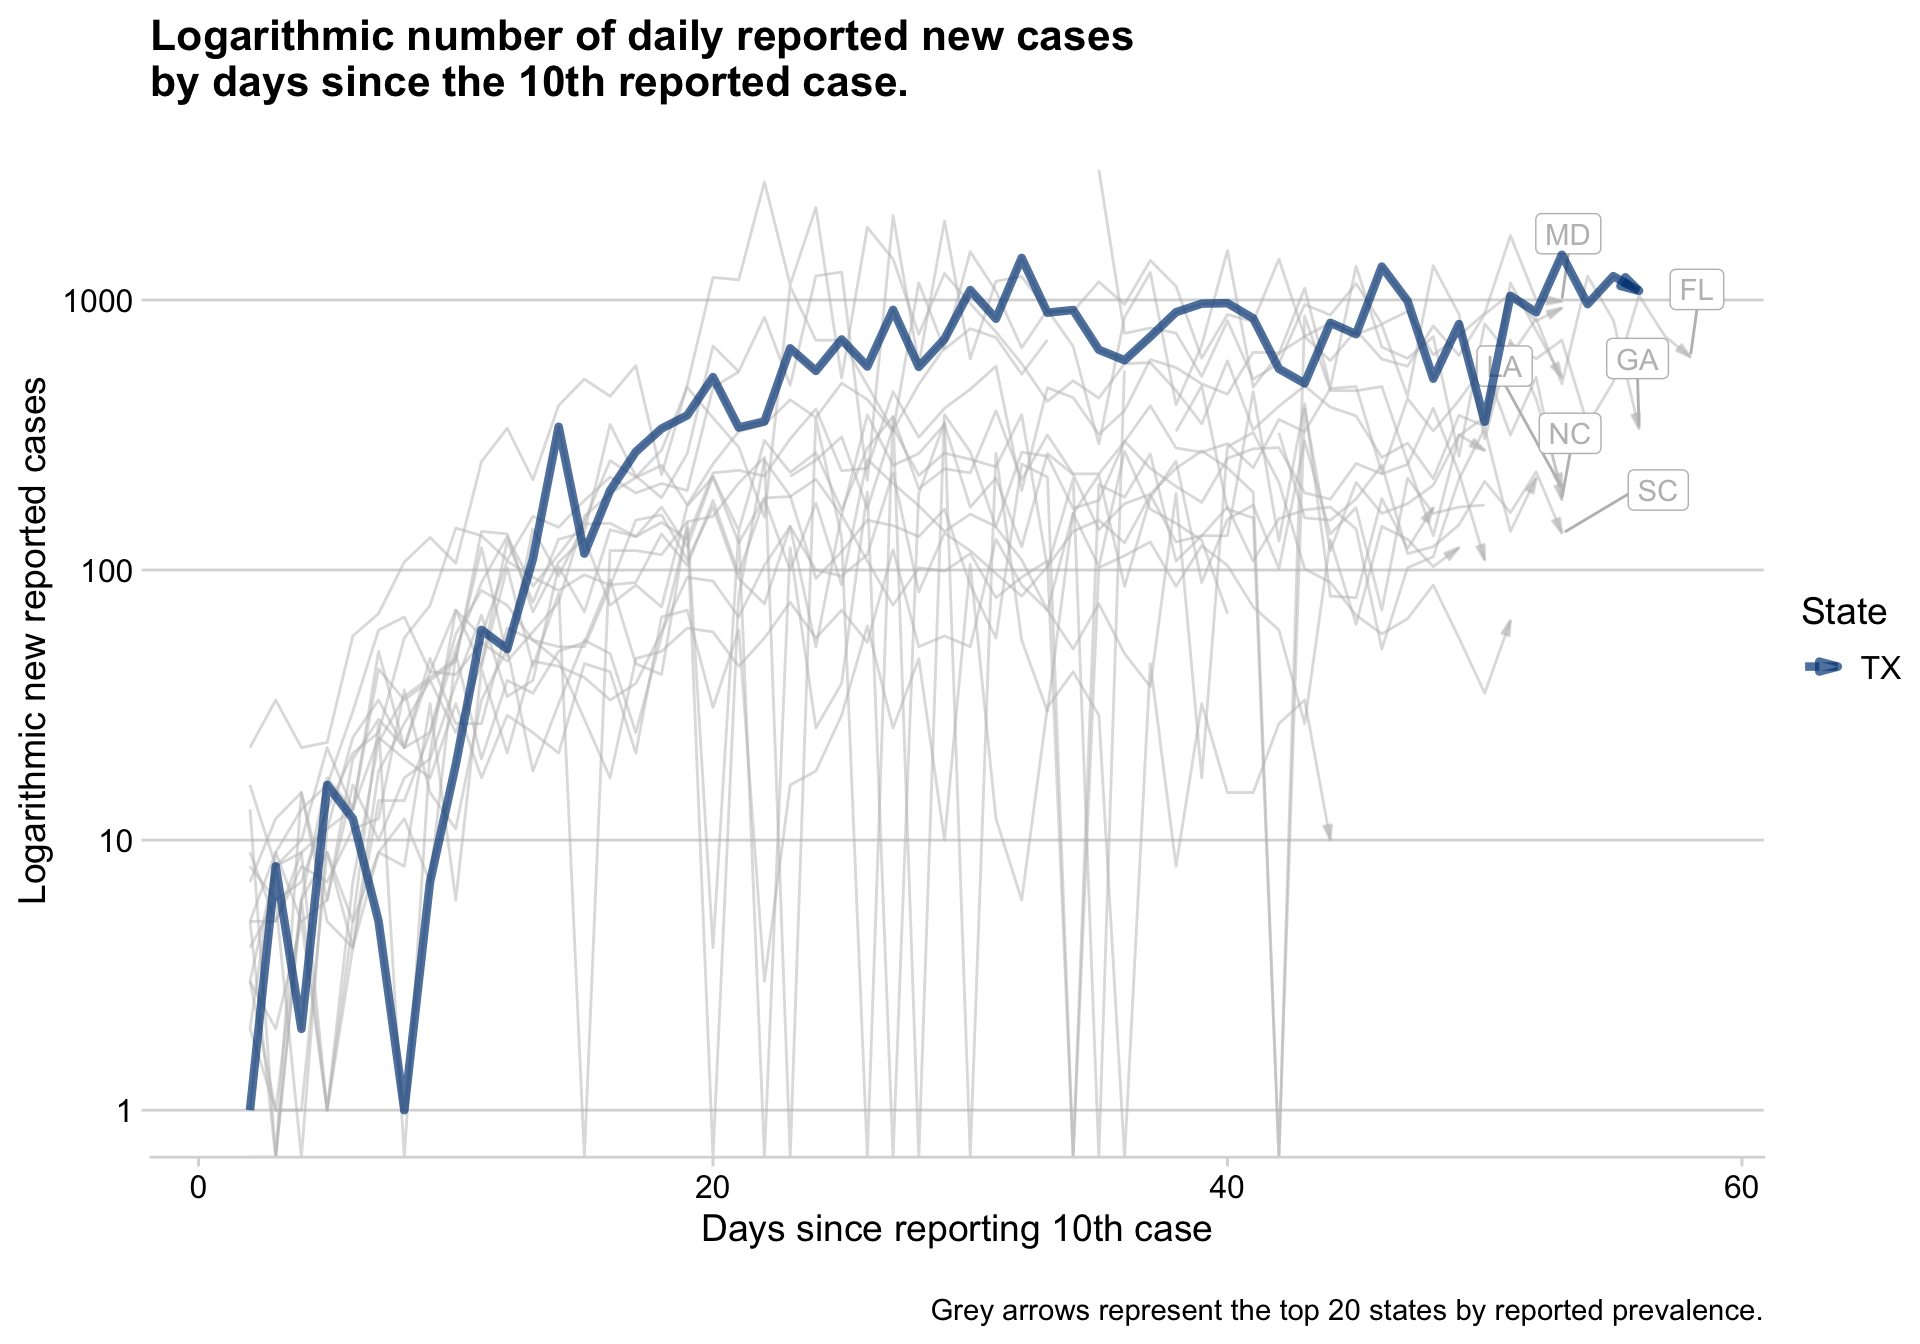 Logarithmic number of daily reported new cases
by days since the 10th reported case.
Logarithmic new reported cases
1000
100
10
1
MD
FL
LA
GA
NC
SC
State
TX
0
20
40
60
Days since reporting 10th case
Grey arrows represent the top 20 states by reported prevalence.